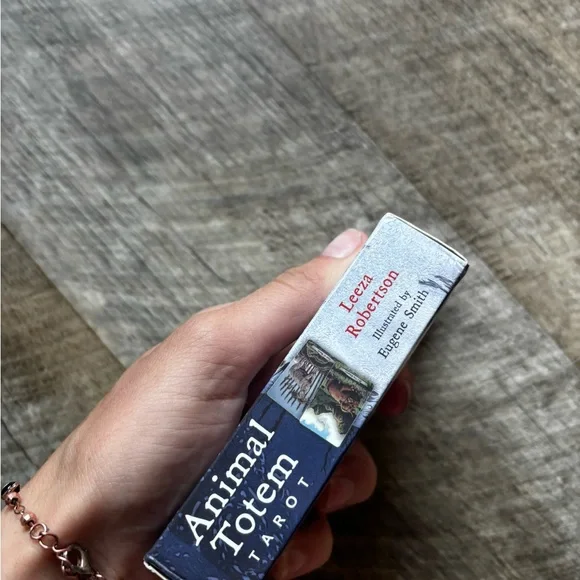 Leeza
Robertson
Illustrated by
Eugene Smith
Animal
Totem
TAROT